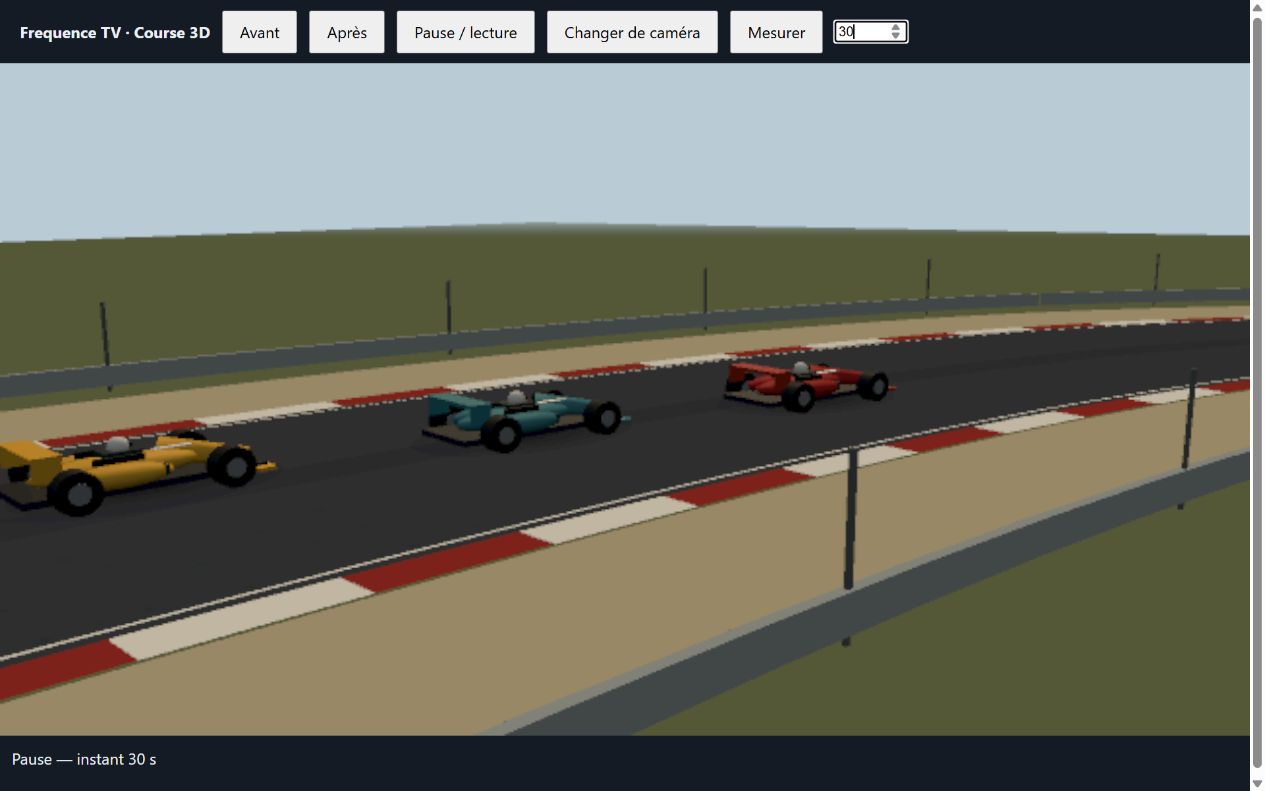 Frequence TV · Course 3D Avant Après Pause / lecture Changer de caméra Mesurer 30
Pause — instant 30 s